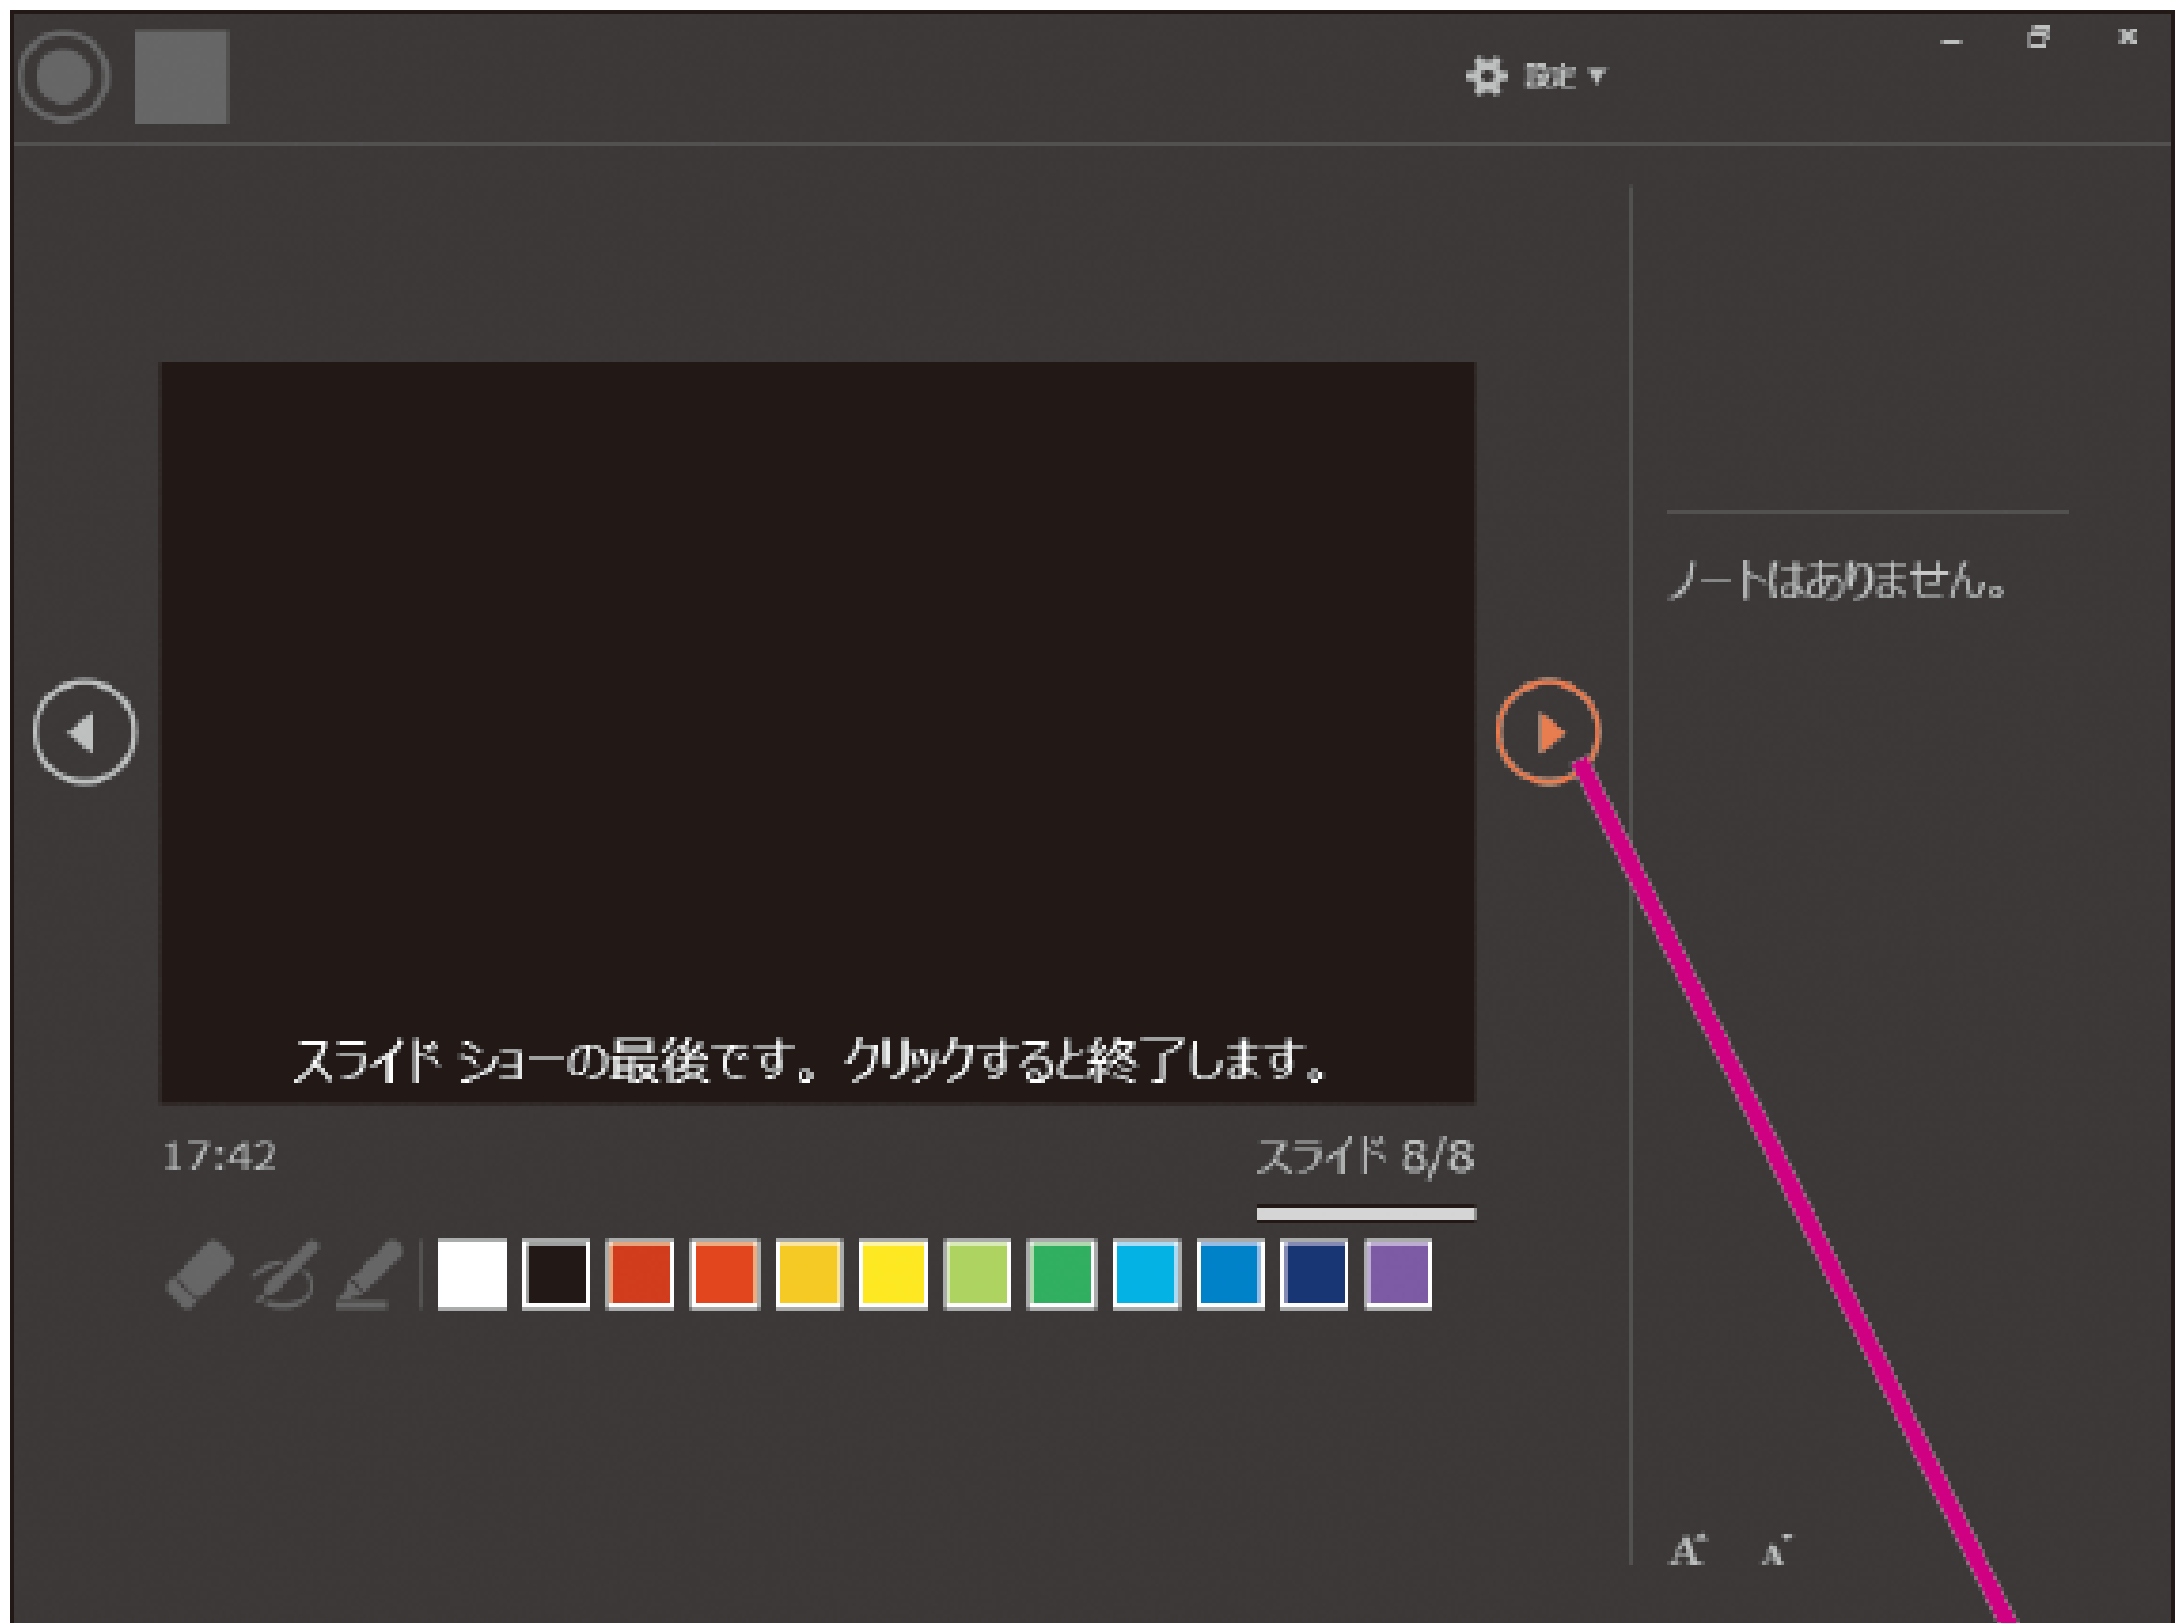 設定 ▼
ノートはありません。
スライド ショーの最後です。クリックすると終了します。
17:42
スライド 8/8
A A